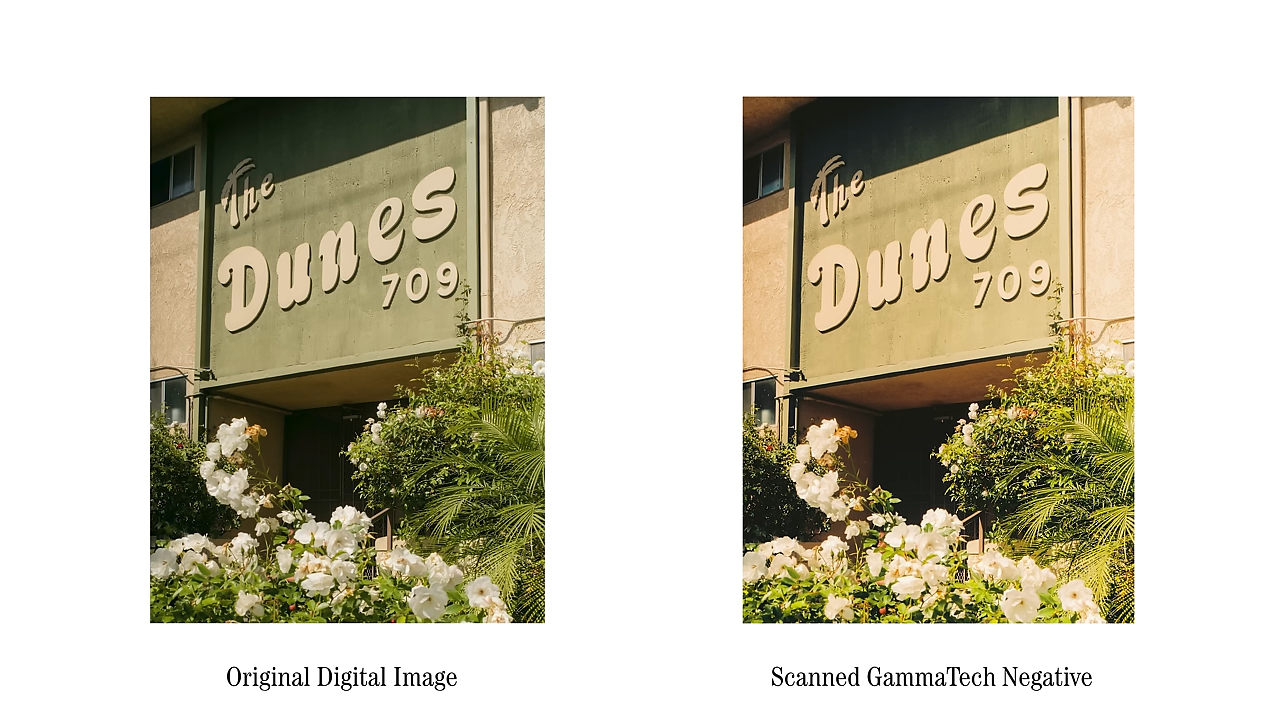 The
Dunes
709
The
Dunes
709
Original Digital Image
Scanned GammaTech Negative